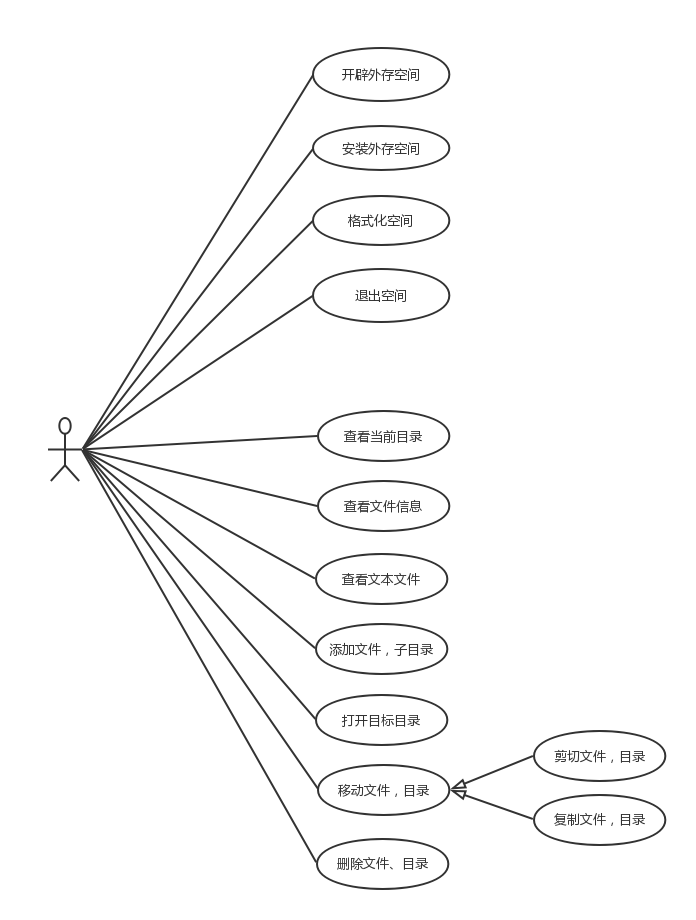 开辟外存空间
安装外存空间
格式化空间
退出空间
查看当前目录
查看文件信息
查看文本文件
添加文件，子目录
打开目标目录
移动文件，目录
剪切文件，目录
复制文件，目录
删除文件、目录